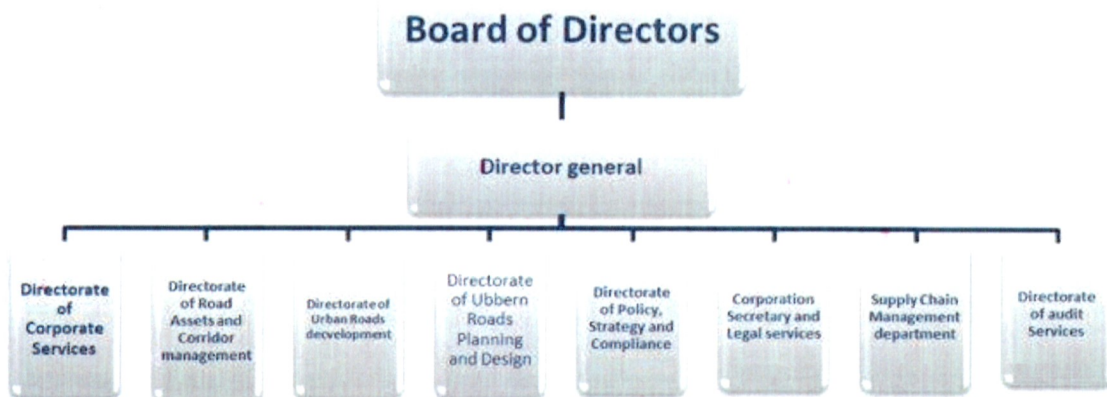 Board of Directors
Director general
Directorate
of
Corporate
Services
Directorate
of Road
Assets and
Corridor
management
Directorate of
Urban Roads
decvelopment
Directorate
of Ubbern
Roads
Planning
and Design
Directorate
of Policy,
Strategy and
Compliance
Corporation
Secretary and
Legal services
Supply Chain
Management
department
Directorate
of audit
Services